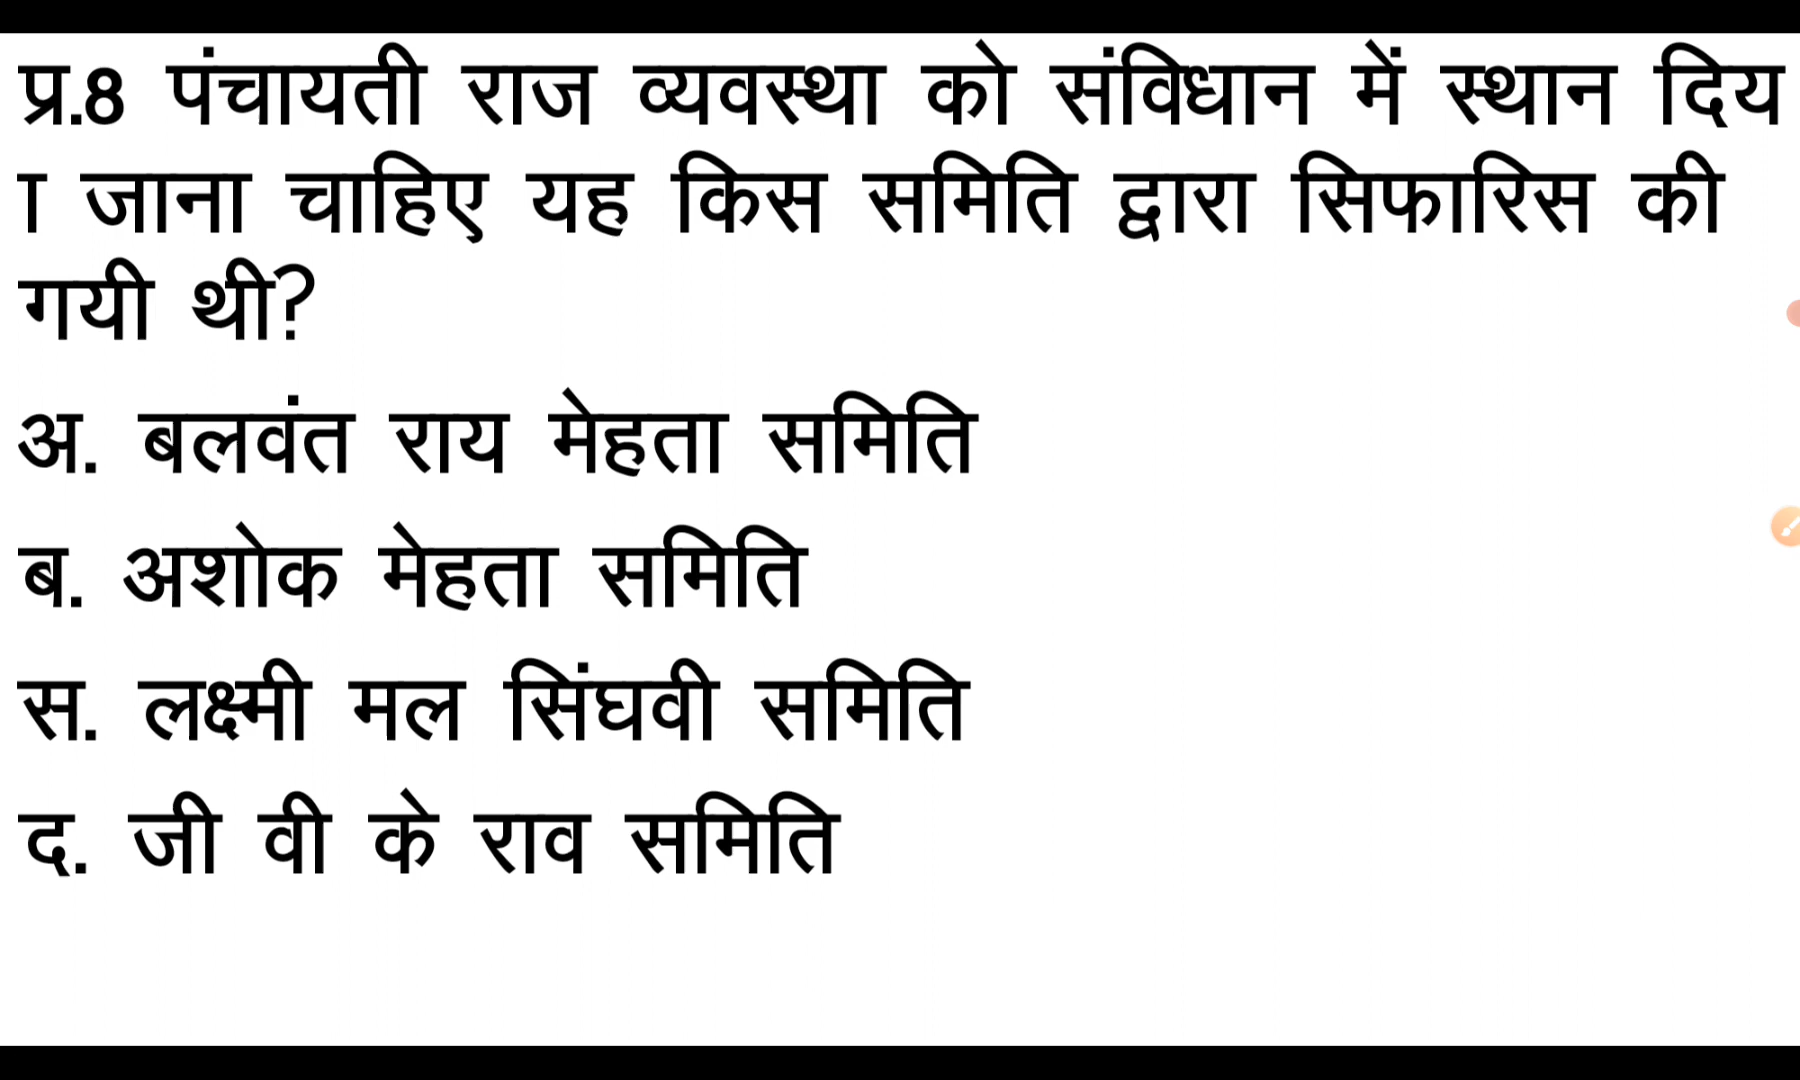 प्र.8 पंचायती राज व्यवस्था को संविधान में स्थान दिय
ा जाना चाहिए यह किस समिति द्वारा सिफारिस की
गयी थी?
अ. बलवंत राय मेहता समिति
ब. अशोक मेहता समिति
स. लक्ष्मी मल सिंघवी समिति
द. जी वी के राव समिति